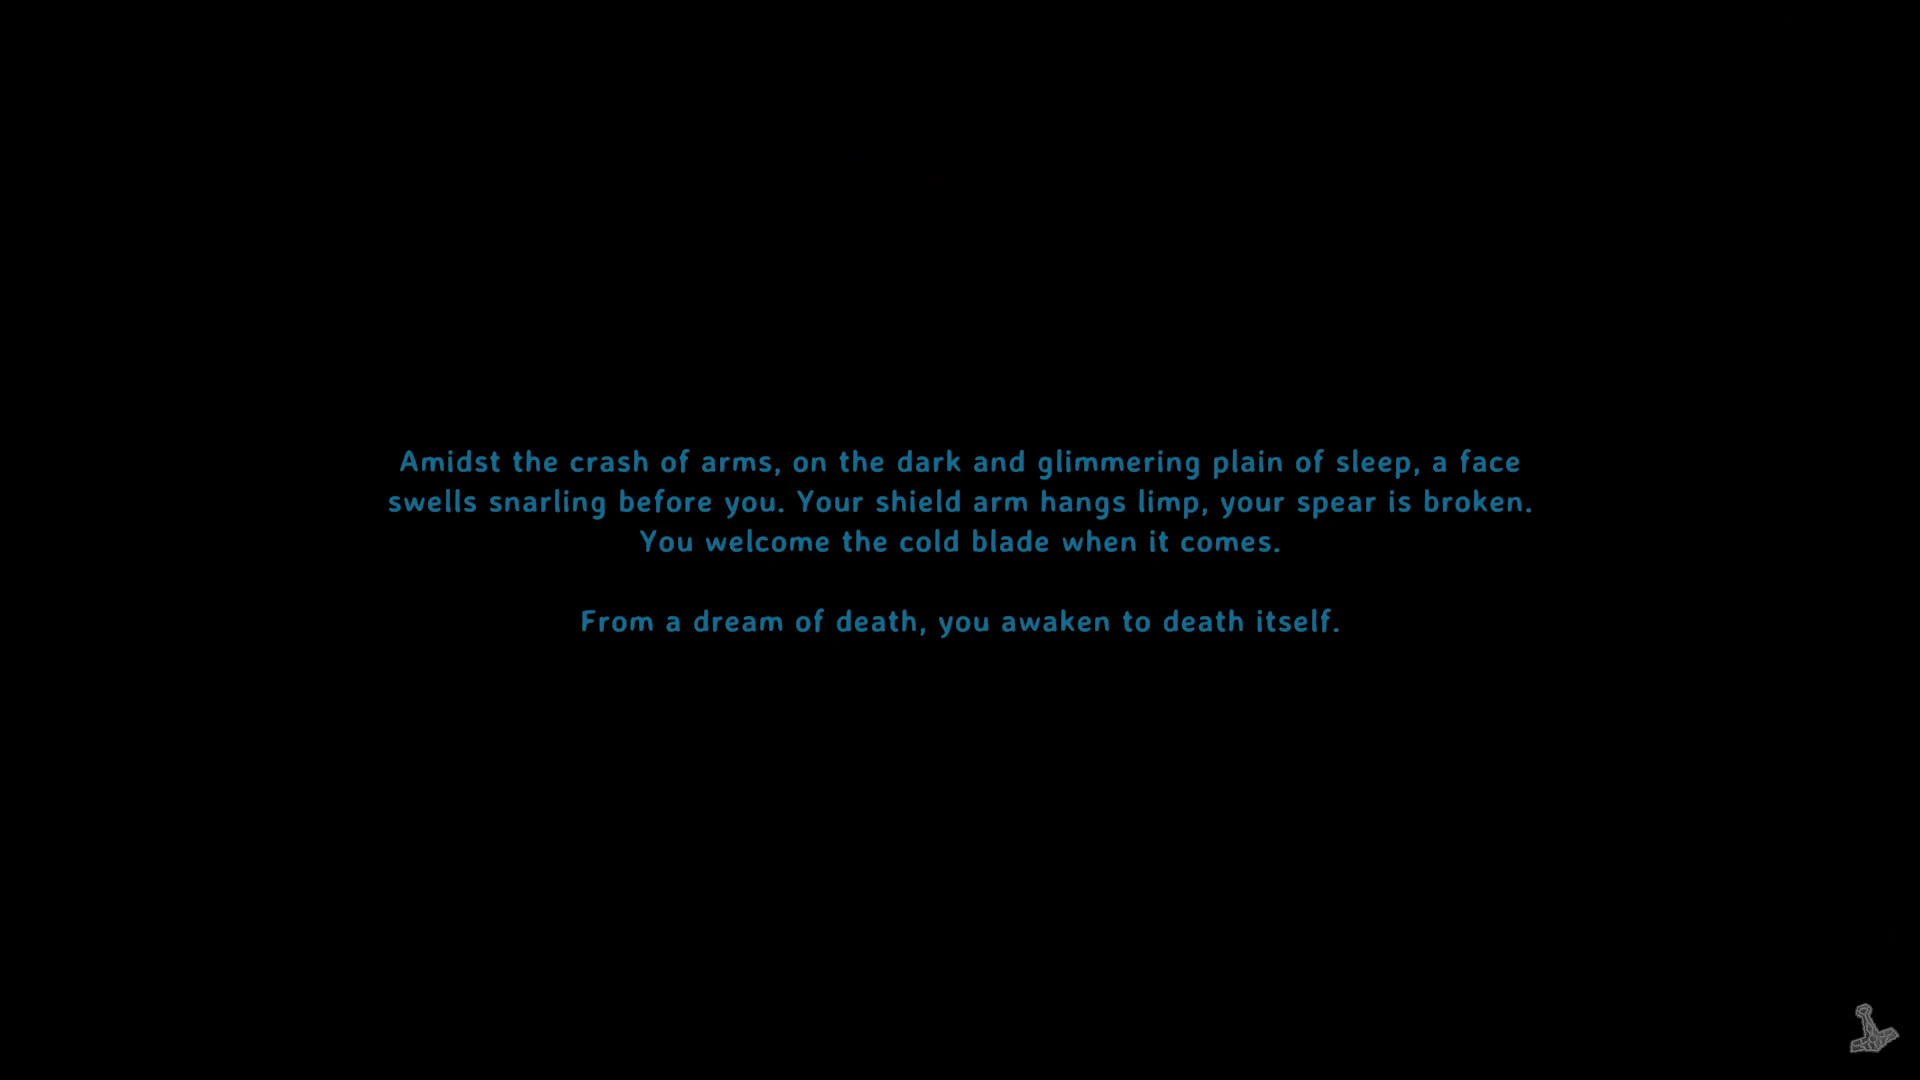 Amidst the crash of arms, on the dark and glimmering plain of sleep, a face
swells snarling before you. Your shield arm hangs limp, your spear is broken.
You welcome the cold blade when it comes.
From a dream of death, you awaken to death itself.